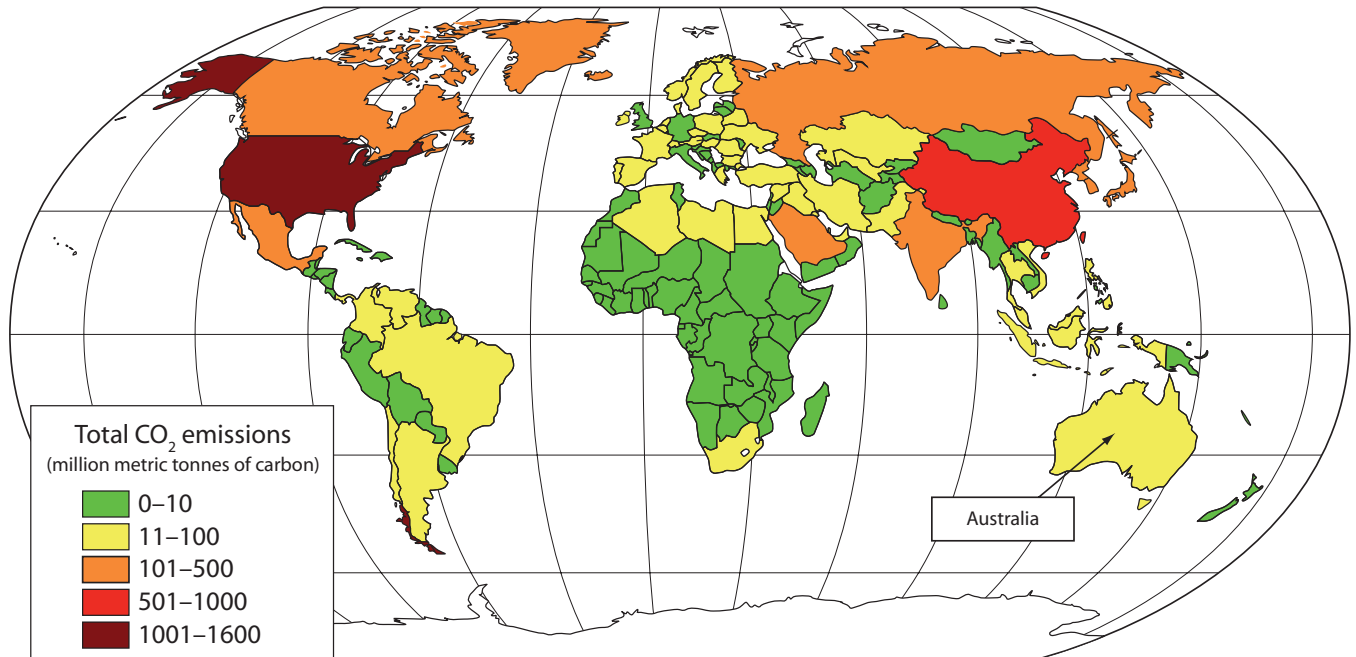 Total CO₂ emissions
(million metric tonnes of carbon)
0–10
11–100
101–500
501–1000
1001–1600
Australia